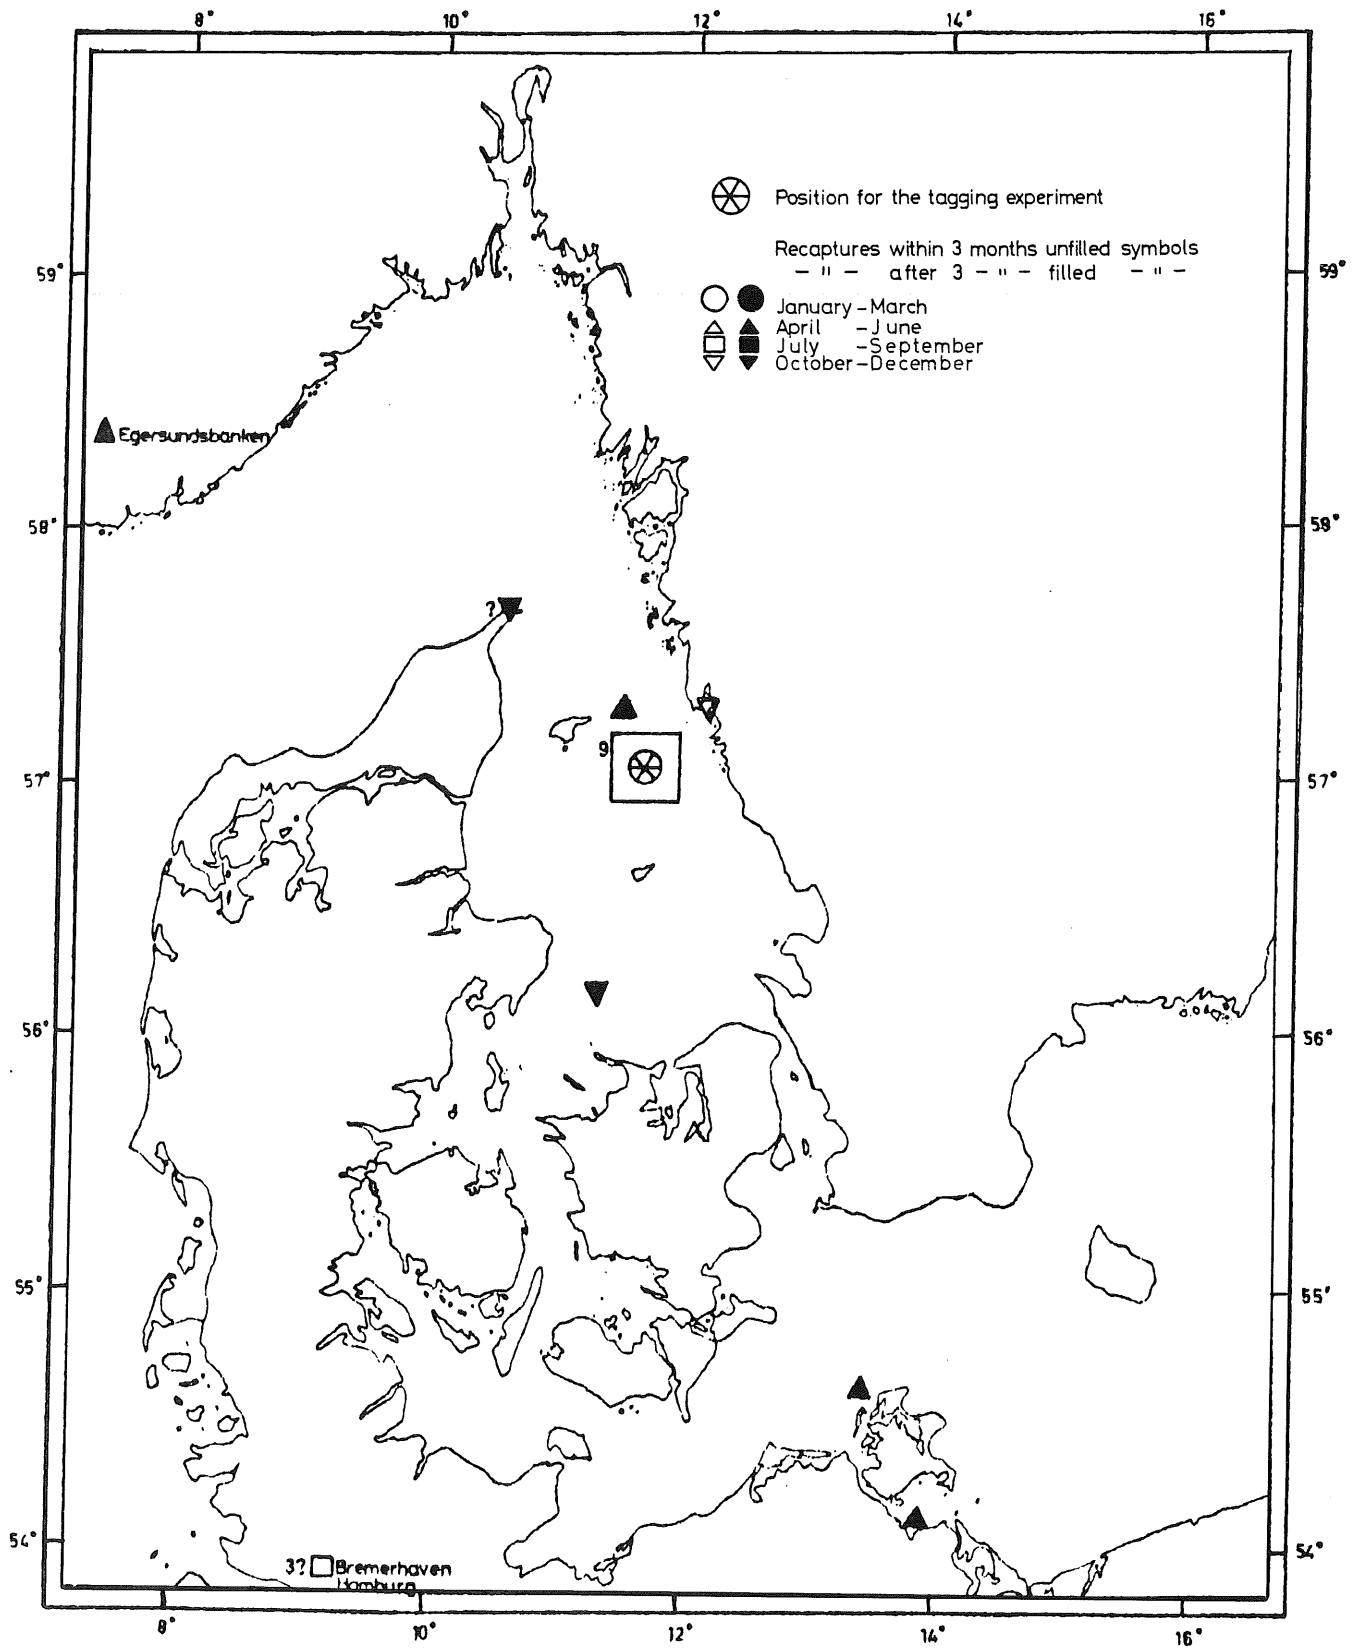 8° 10° 12° 14° 16°
Position for the tagging experiment
Recaptures within 3 months unfilled symbols
— " — after 3 — " — filled — " —
January – March
April – June
July – September
October – December
59° 59°
Egersundsbanken
58° 58°
?
9
57° 57°
56° 56°
55° 55°
54° 54°
3? Bremerhaven
Hamburg
8° 10° 12° 14° 16°